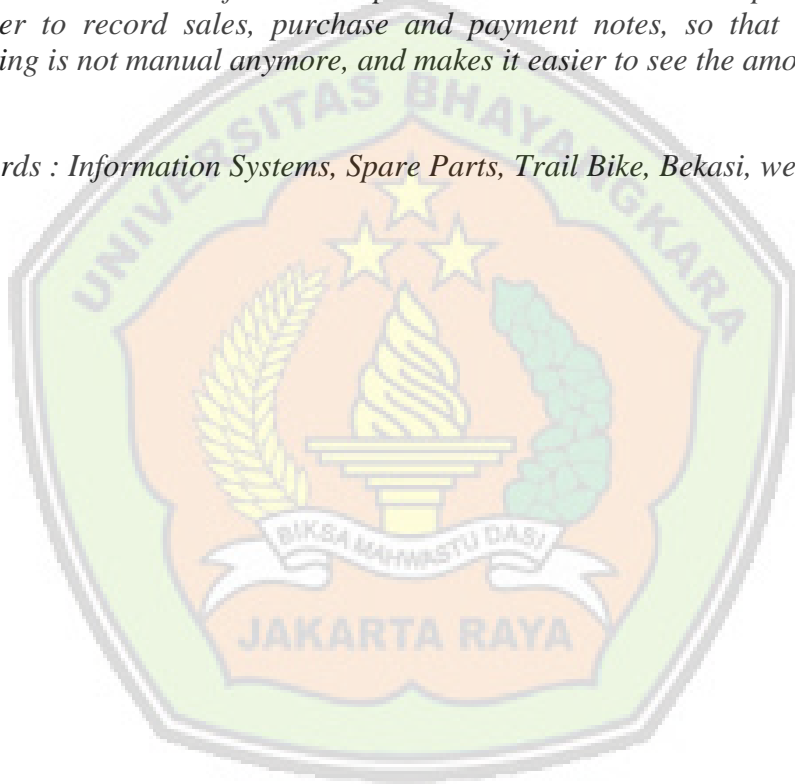 er to record sales, purchase and payment notes, so that
ing is not manual anymore, and makes it easier to see the amo
rds : Information Systems, Spare Parts, Trail Bike, Bekasi, we
UNIVERSITAS BHAYANGKARA
BIKSA MAHWASTU DASI
JAKARTA RAYA